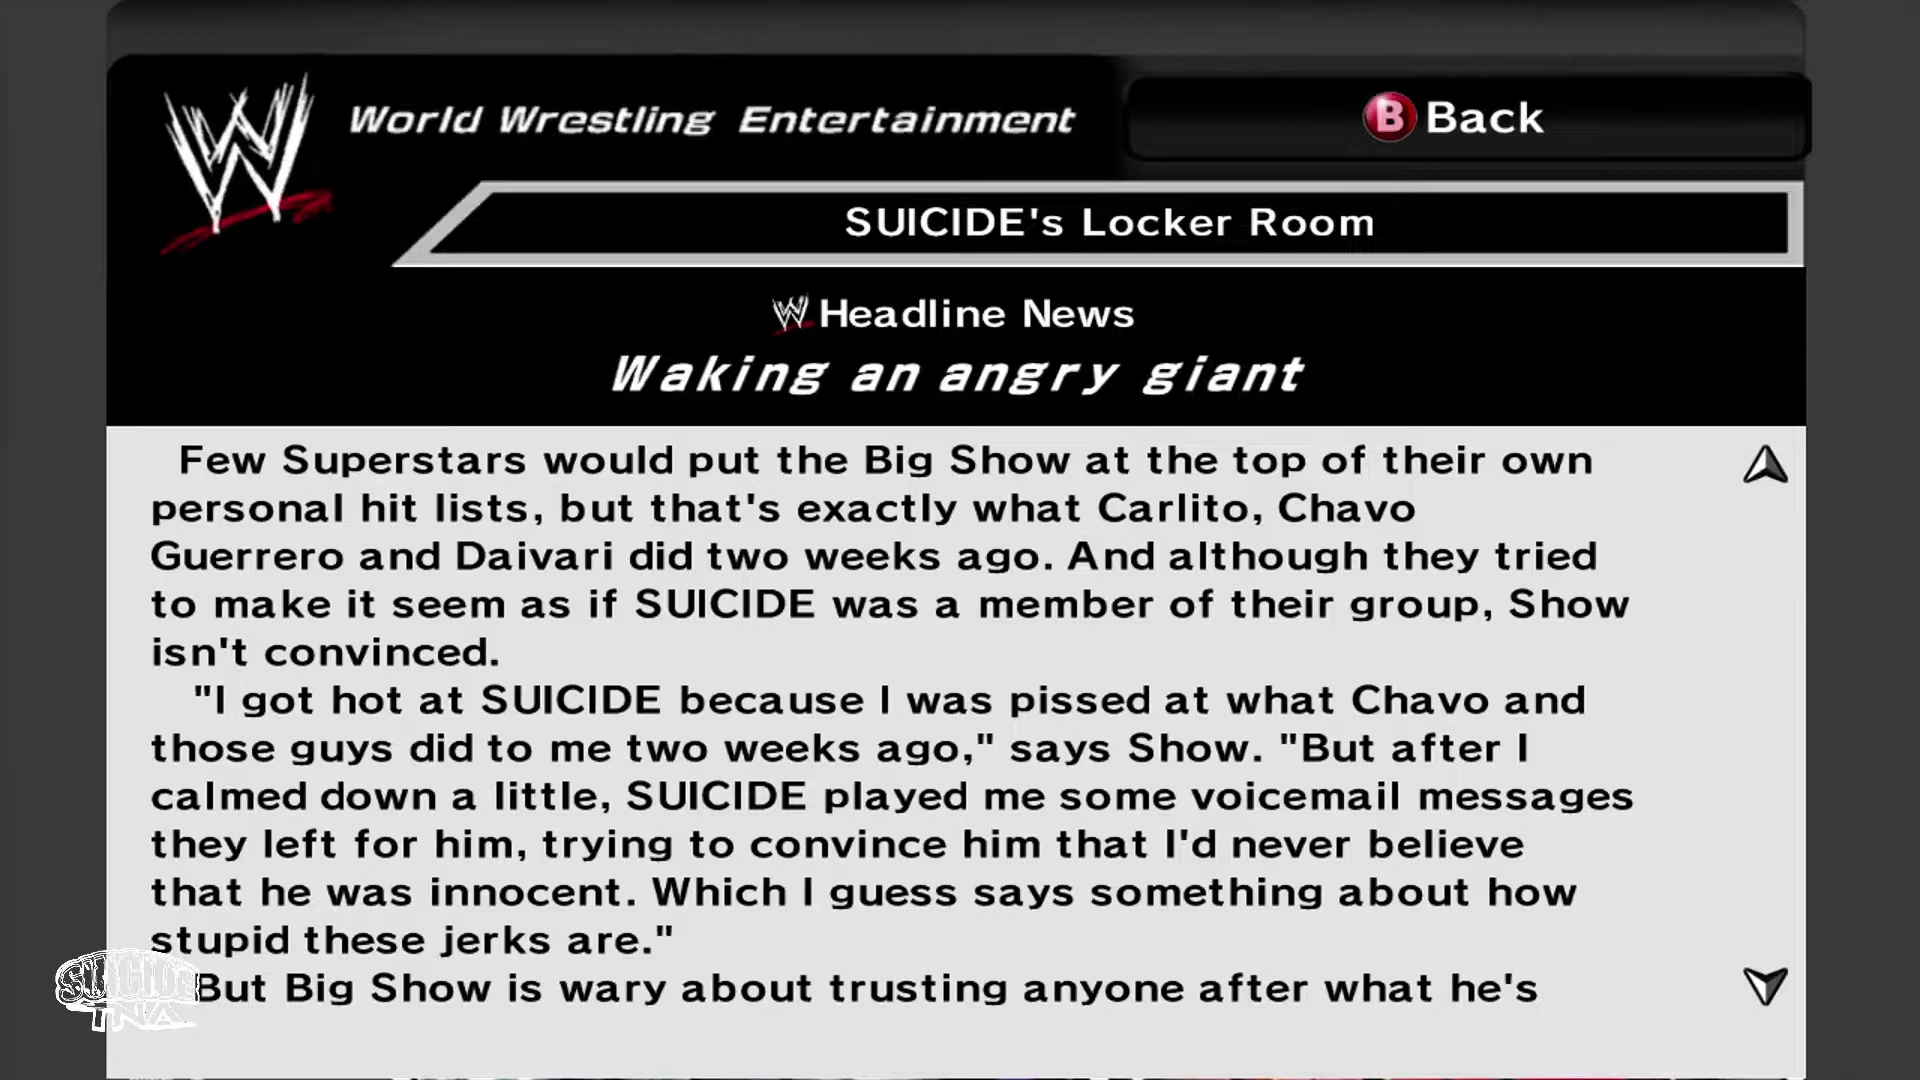 World Wrestling Entertainment
B Back
SUICIDE's Locker Room
W Headline News
Waking an angry giant
Few Superstars would put the Big Show at the top of their own
personal hit lists, but that's exactly what Carlito, Chavo
Guerrero and Daivari did two weeks ago. And although they tried
to make it seem as if SUICIDE was a member of their group, Show
isn't convinced.
"I got hot at SUICIDE because I was pissed at what Chavo and
those guys did to me two weeks ago," says Show. "But after I
calmed down a little, SUICIDE played me some voicemail messages
they left for him, trying to convince him that I'd never believe
that he was innocent. Which I guess says something about how
stupid these jerks are."
But Big Show is wary about trusting anyone after what he's
SUICIDE
TNA